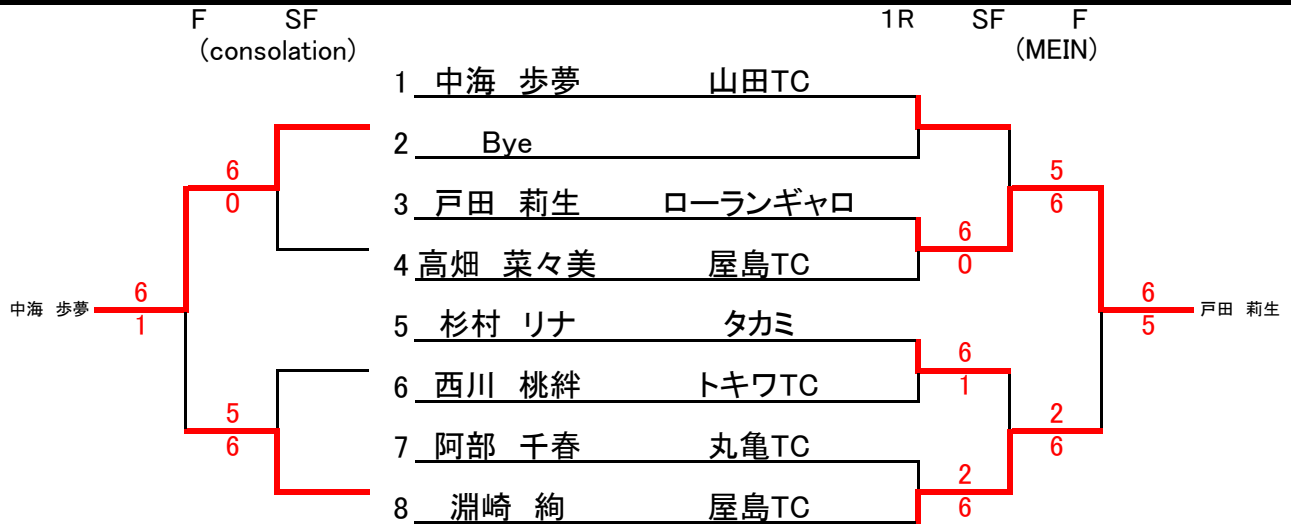 F SF 1R SF F
(consolation) (MEIN)
1 中海 歩夢 山田TC
2 Bye
6 5
3 戸田 莉生 ローランギャロ
0 6
6
4 高畑 菜々美 屋島TC
0
中海 歩夢 6 6 戸田 莉生
1 5
5 杉村 リナ タカミ
6
6 西川 桃絆 トキワTC
1
5 2
7 阿部 千春 丸亀TC
6 6
2
8 淵崎 絢 屋島TC
6